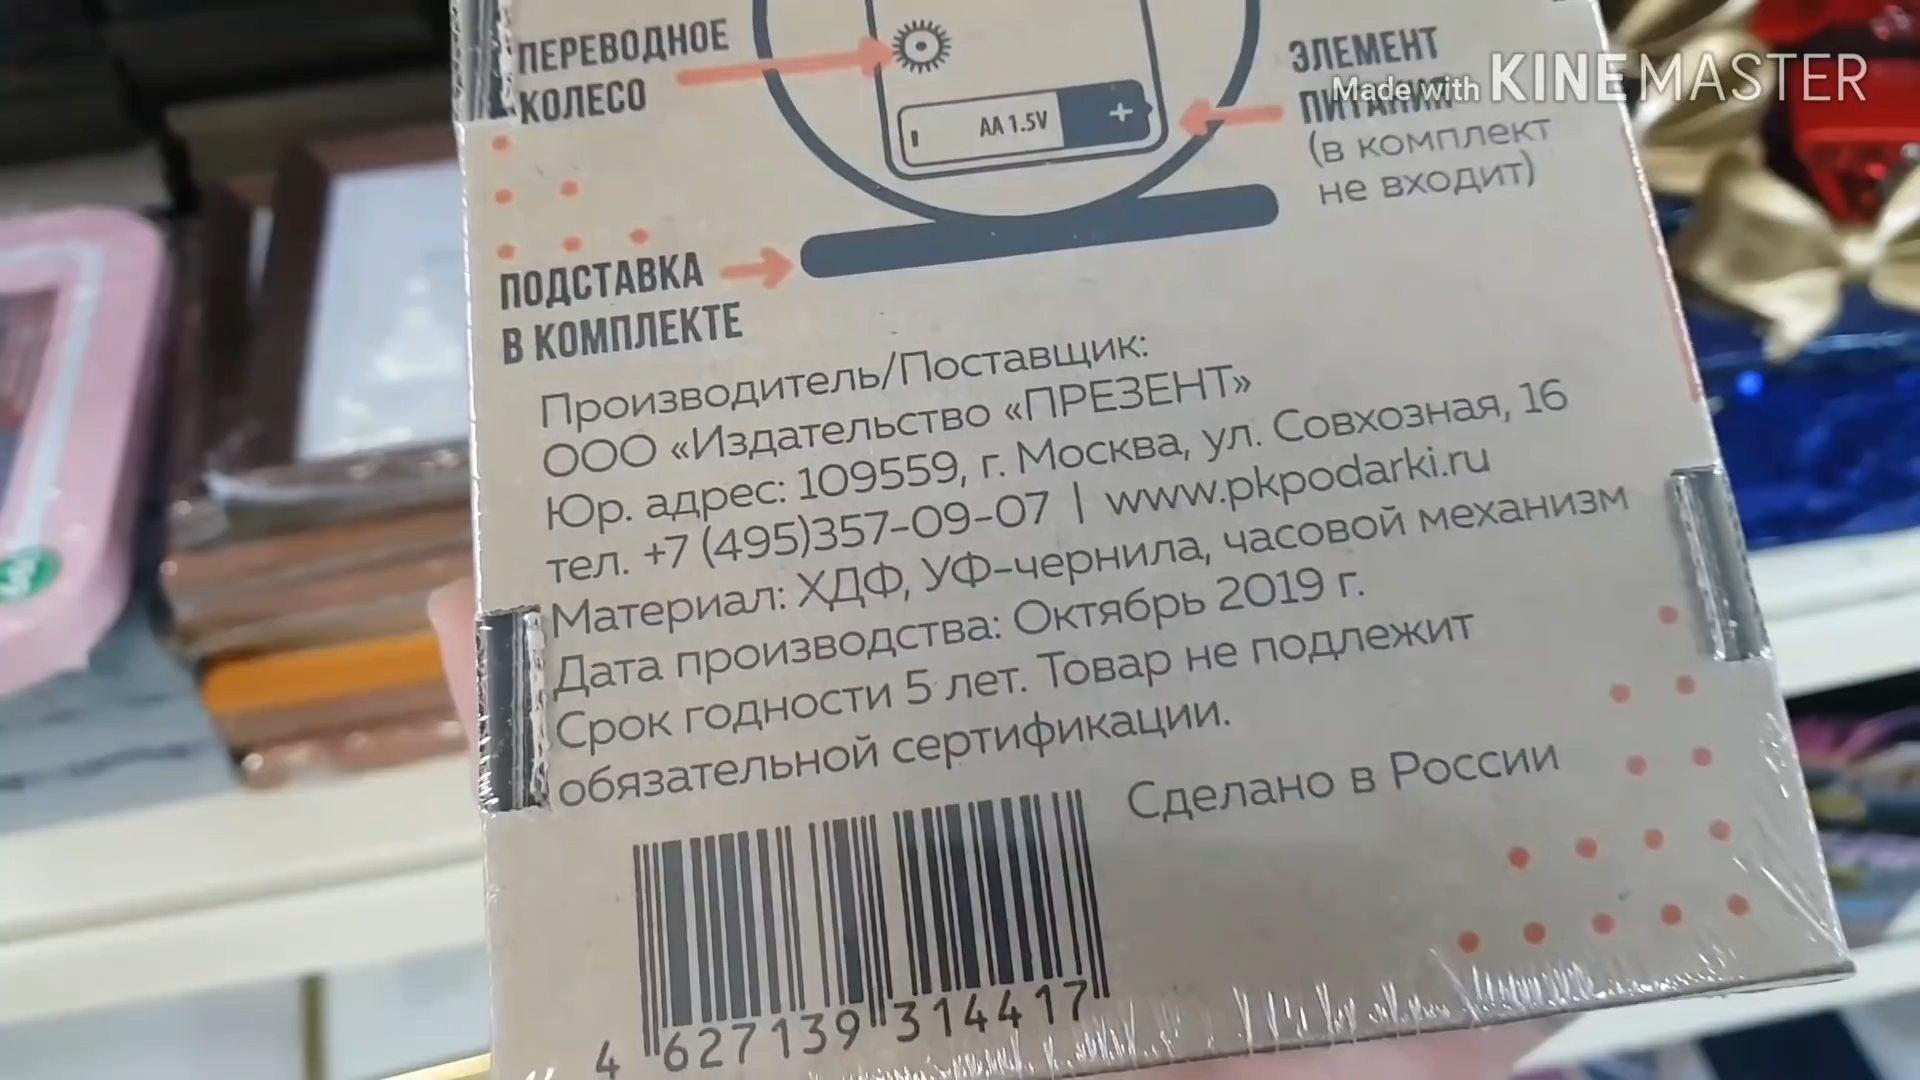 ПЕРЕВОДНОЕ
КОЛЕСО
AA 1.5V
+
ЭЛЕМЕНТ
ПИТАНИЯ
(в комплект
не входит)
Made with KINEMASTER
ПОДСТАВКА
В КОМПЛЕКТЕ
Производитель/Поставщик:
ООО «Издательство «ПРЕЗЕНТ»
Юр. адрес: 109559, г. Москва, ул. Совхозная, 16
тел. +7 (495)357-09-07 | www.pkpodarki.ru
Материал: ХДФ, УФ-чернила, часовой механизм
Дата производства: Октябрь 2019 г.
Срок годности 5 лет. Товар не подлежит
обязательной сертификации.
Сделано в России
4 627139 314417